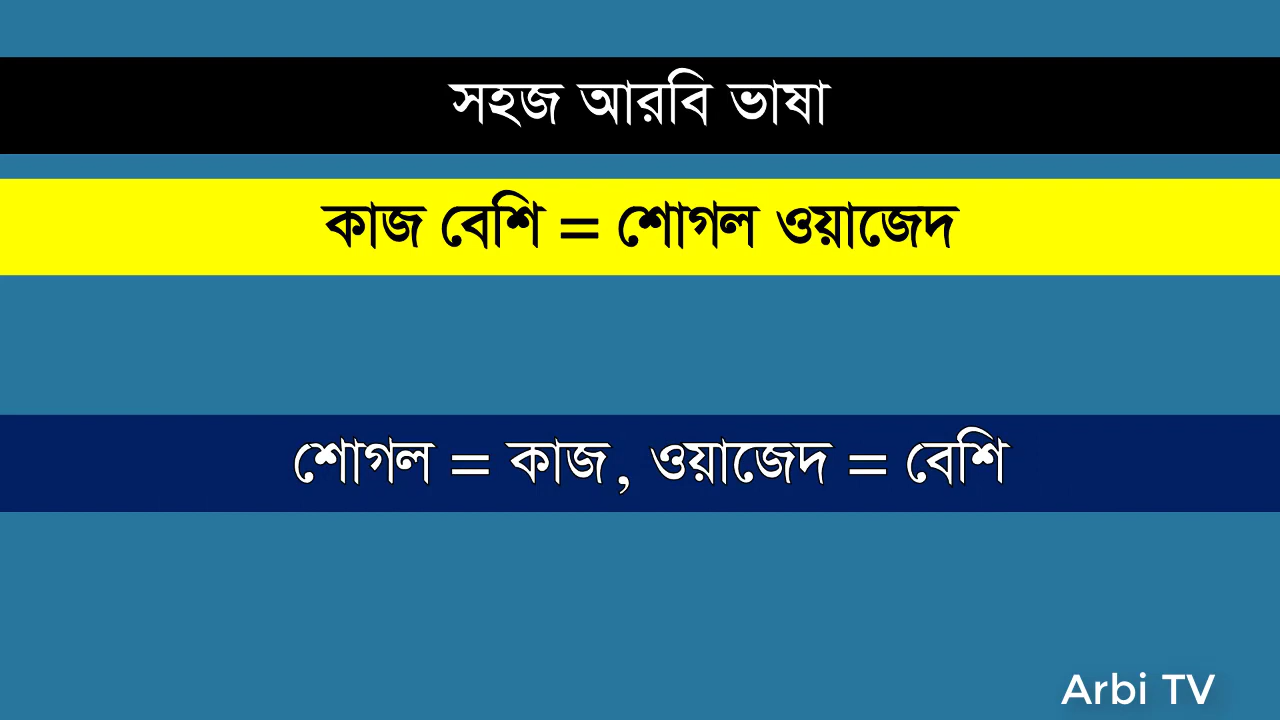 সহজ আরবি ভাষা
কাজ বেশি = শোগল ওয়াজেদ
শোগল = কাজ, ওয়াজেদ = বেশি
Arbi TV